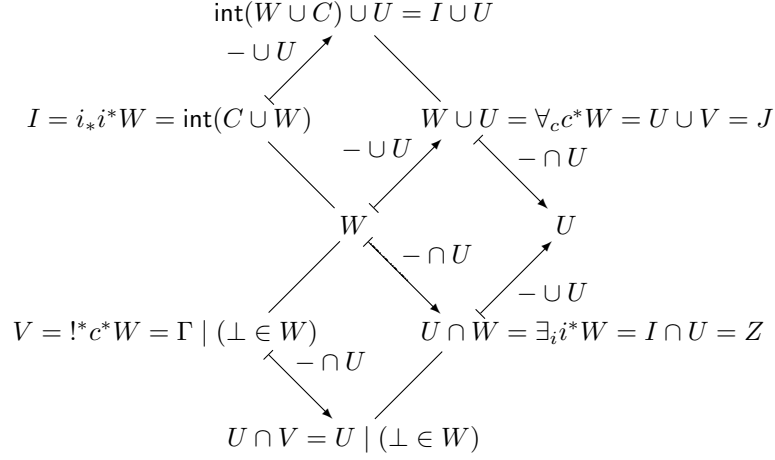 int(W ∪ C) ∪ U = I ∪ U
− ∪ U
I = i_*i^*W = int(C ∪ W)
W ∪ U = ∀_c c^*W = U ∪ V = J
− ∪ U
− ∩ U
W
U
− ∩ U
− ∪ U
V = !^*c^*W = Γ | (⊥ ∈ W)
U ∩ W = ∃_i i^*W = I ∩ U = Z
− ∩ U
U ∩ V = U | (⊥ ∈ W)